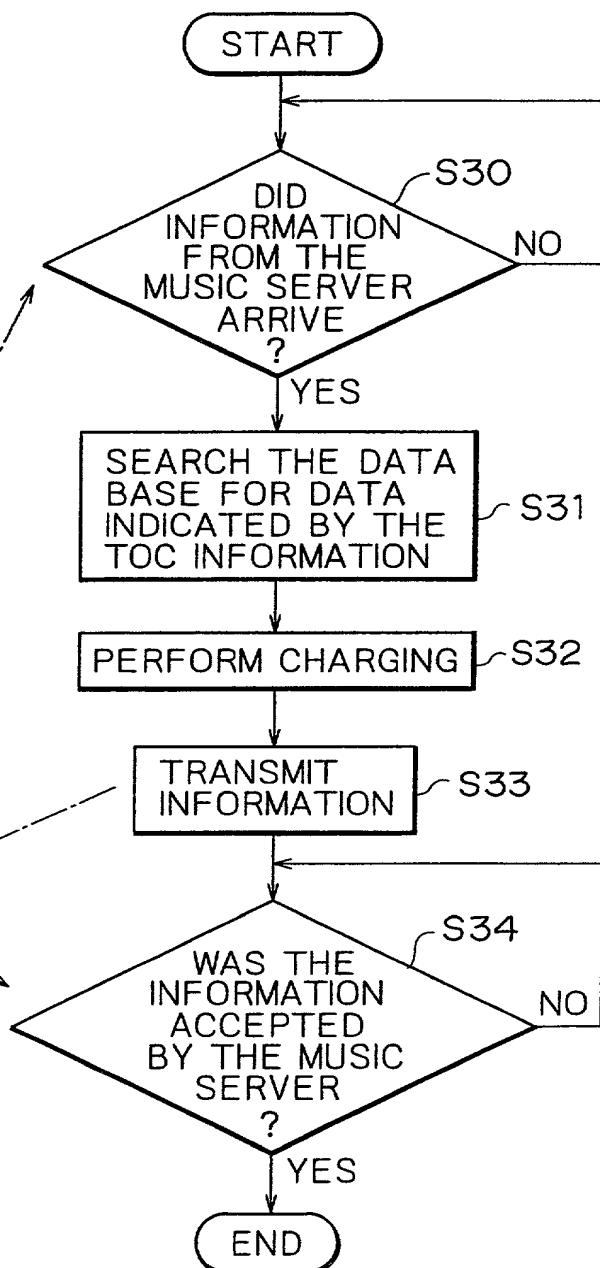 START
S30
DID
INFORMATION
FROM THE
MUSIC SERVER
ARRIVE
?
NO
YES
SEARCH THE DATA
BASE FOR DATA
INDICATED BY THE
TOC INFORMATION
S31
PERFORM CHARGING
S32
TRANSMIT
INFORMATION
S33
S34
WAS THE
INFORMATION
ACCEPTED
BY THE MUSIC
SERVER
?
NO
YES
END